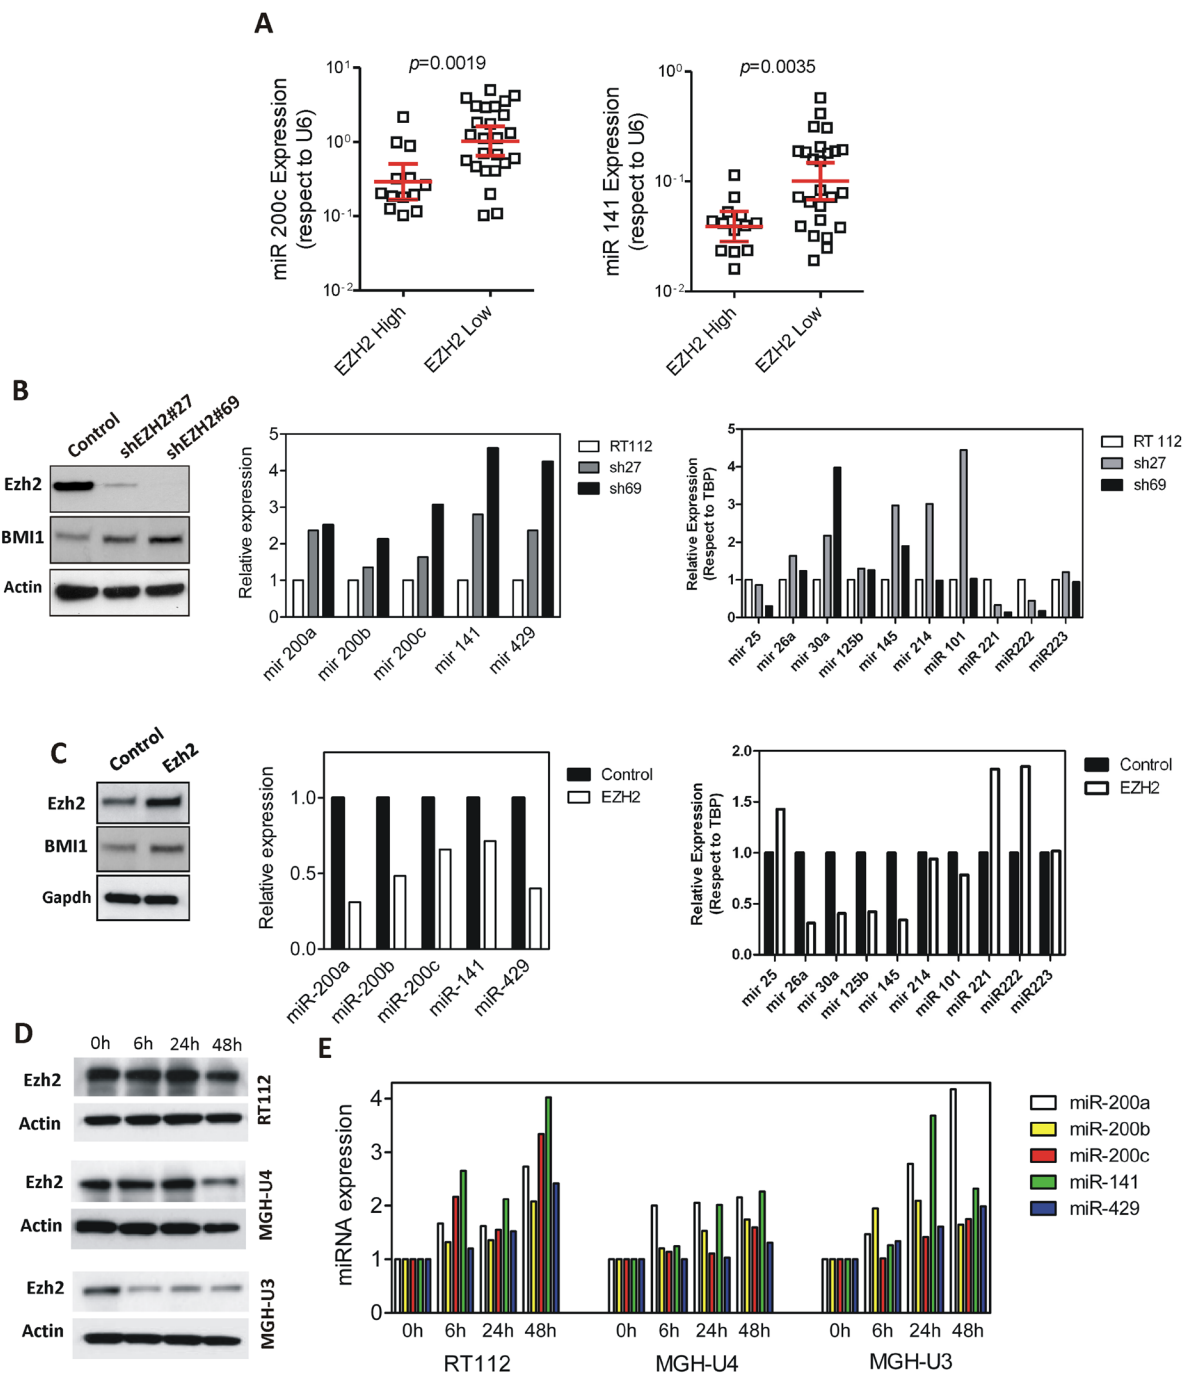 A
p=0.0019
miR 200c Expression
(respect to U6)
10¹
10⁰
10⁻¹
10⁻²
EZH2 High
EZH2 Low
p=0.0035
miR 141 Expression
(respect to U6)
10⁰
10⁻¹
10⁻²
EZH2 High
EZH2 Low
B
Control
shEZH2#27
shEZH2#69
Ezh2
BMI1
Actin
Relative expression
5
4
3
2
1
0
mir 200a
mir 200b
mir 200c
mir 141
mir 429
RT112
sh27
sh69
Relative Expression
(Respect to TBP)
5
4
3
2
1
0
mir 25
mir 26a
mir 30a
mir 125b
mir 145
mir 214
miR 101
miR 221
miR222
miR223
RT 112
sh27
sh69
C
Control
Ezh2
Ezh2
BMI1
Gapdh
Relative expression
1.0
0.5
0.0
miR-200a
miR-200b
miR-200c
miR-141
miR-429
Control
EZH2
Relative Expression
(Respect to TBP)
2.0
1.5
1.0
0.5
0.0
mir 25
mir 26a
mir 30a
mir 125b
mir 145
mir 214
miR 101
miR 221
miR222
miR223
Control
EZH2
D
0h 6h 24h 48h
Ezh2
Actin
RT112
Ezh2
Actin
MGH-U4
Ezh2
Actin
MGH-U3
E
miRNA expression
4
3
2
1
0
0h 6h 24h 48h 0h 6h 24h 48h 0h 6h 24h 48h
RT112 MGH-U4 MGH-U3
miR-200a
miR-200b
miR-200c
miR-141
miR-429